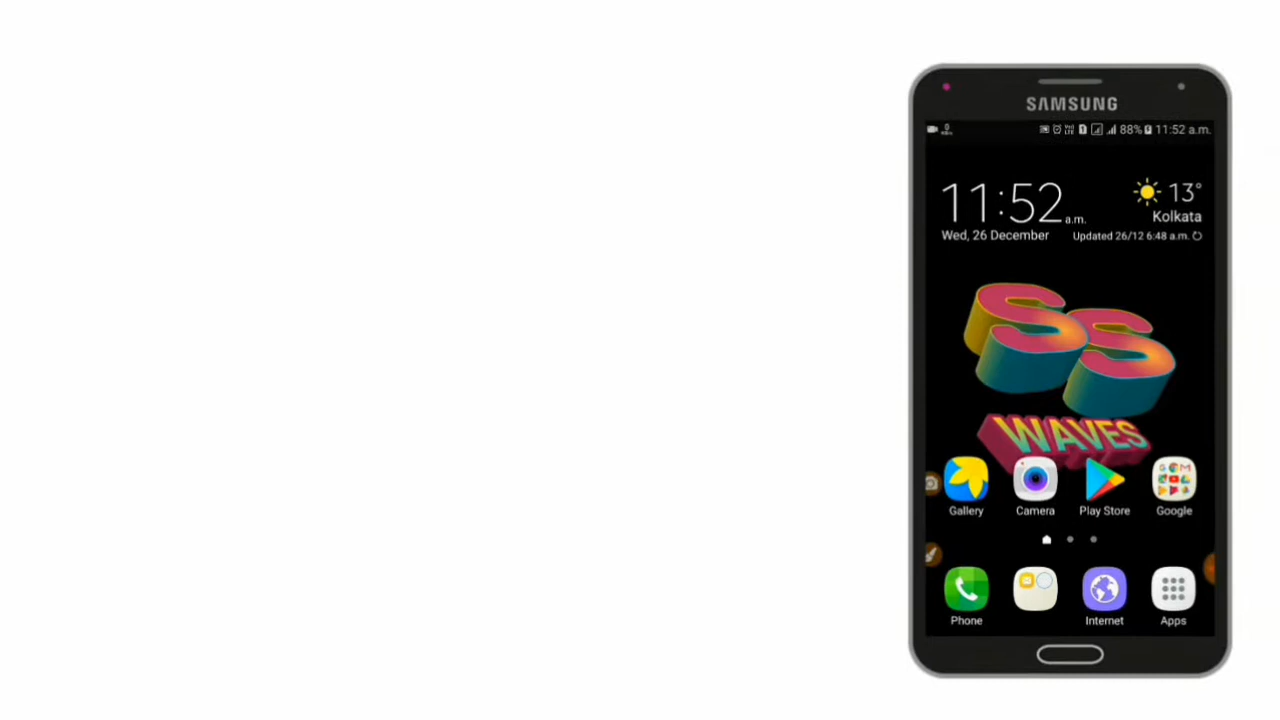 SAMSUNG
88% 11:52 a.m.
11:52 a.m.
13°
Kolkata
Wed, 26 December
Updated 26/12 6:48 a.m.
SS
WAVES
Gallery
Camera
Play Store
Google
Phone
Internet
Apps